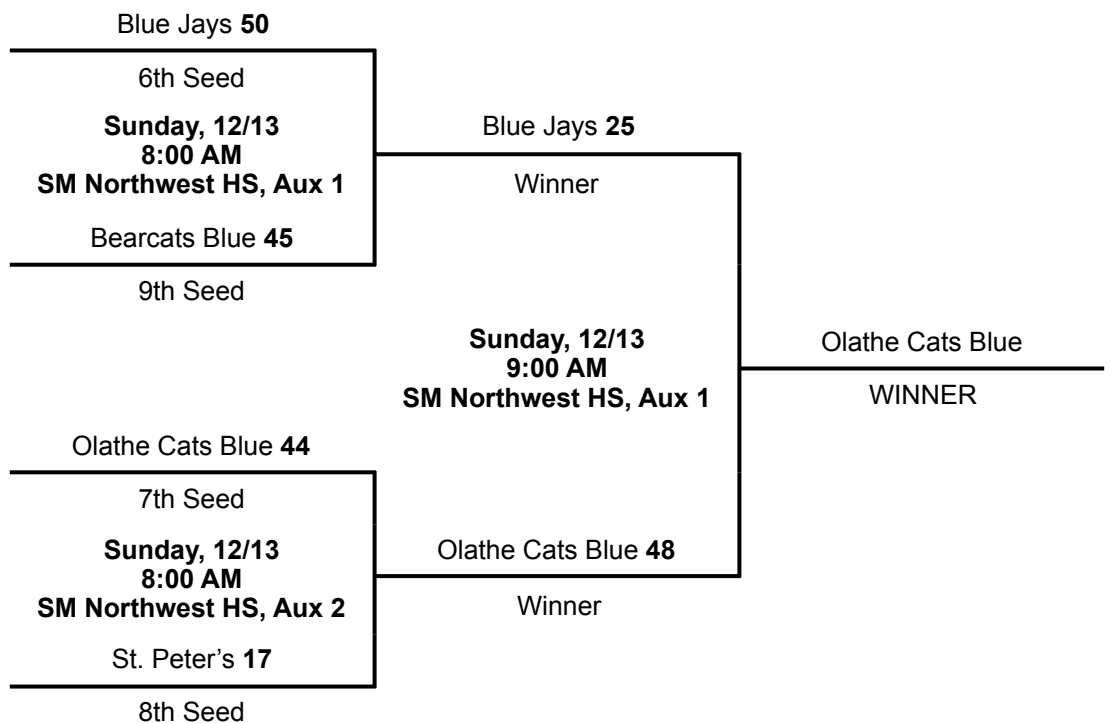 Blue Jays 50
6th Seed
Sunday, 12/13
8:00 AM
SM Northwest HS, Aux 1
Bearcats Blue 45
9th Seed
Blue Jays 25
Winner
Sunday, 12/13
9:00 AM
SM Northwest HS, Aux 1
Olathe Cats Blue
WINNER
Olathe Cats Blue 44
7th Seed
Sunday, 12/13
8:00 AM
SM Northwest HS, Aux 2
St. Peter’s 17
8th Seed
Olathe Cats Blue 48
Winner